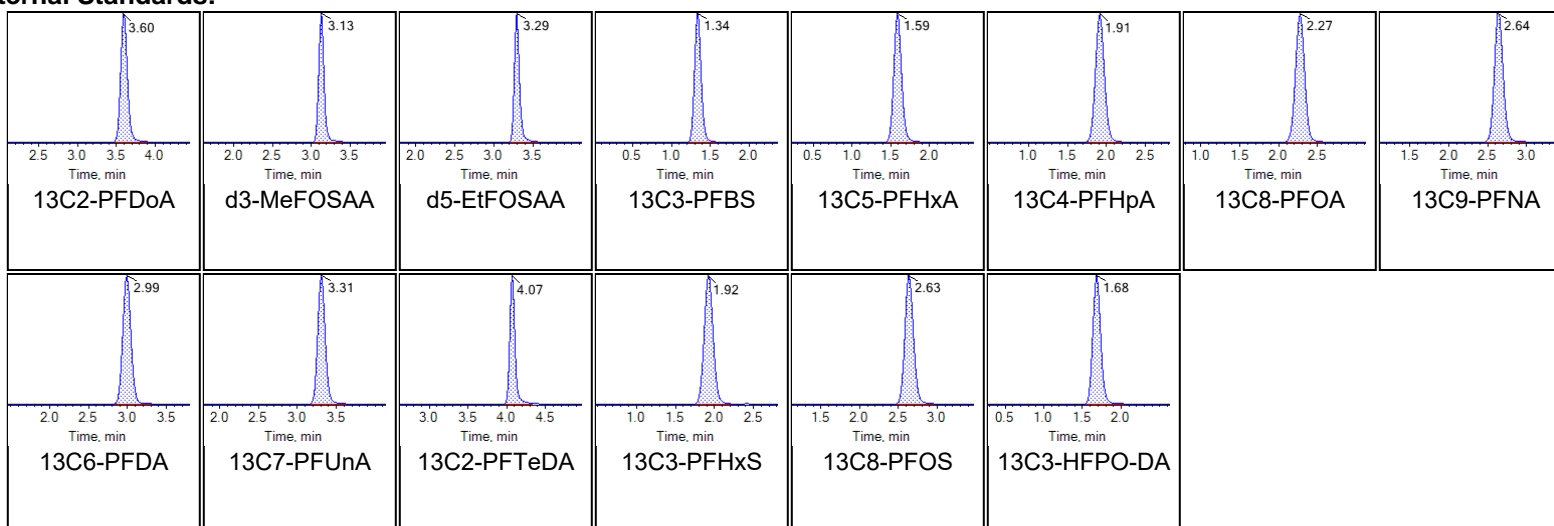 ternal Standards:
3.60
2.5 3.0 3.5 4.0
Time, min
13C2-PFDoA
3.13
2.0 2.5 3.0 3.5
Time, min
d3-MeFOSAA
3.29
2.0 2.5 3.0 3.5
Time, min
d5-EtFOSAA
1.34
0.5 1.0 1.5 2.0
Time, min
13C3-PFBS
1.59
0.5 1.0 1.5 2.0
Time, min
13C5-PFHxA
1.91
1.0 1.5 2.0 2.5
Time, min
13C4-PFHpA
2.27
1.0 1.5 2.0 2.5
Time, min
13C8-PFOA
2.64
1.5 2.0 2.5 3.0
Time, min
13C9-PFNA
2.99
2.0 2.5 3.0 3.5
Time, min
13C6-PFDA
3.31
2.0 2.5 3.0 3.5
Time, min
13C7-PFUnA
4.07
3.0 3.5 4.0 4.5
Time, min
13C2-PFTeDA
1.92
1.0 1.5 2.0 2.5
Time, min
13C3-PFHxS
2.63
1.5 2.0 2.5 3.0
Time, min
13C8-PFOS
1.68
0.5 1.0 1.5 2.0
Time, min
13C3-HFPO-DA